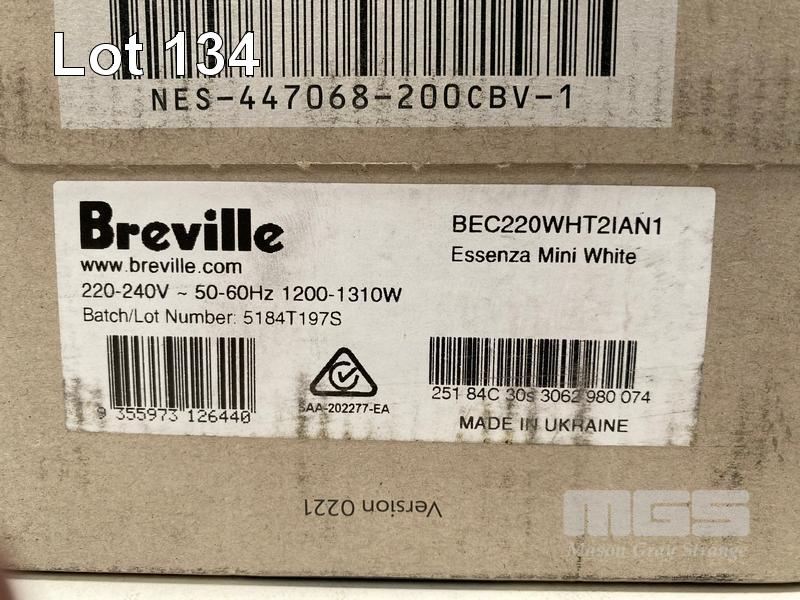 Lot 134
NES-447068-200CBV-1
Breville
www.breville.com
220-240V ~ 50-60Hz 1200-1310W
Batch/Lot Number: 5184T197S
BEC220WHT2IAN1
Essenza Mini White
9 355973 126440
SAA-202277-EA
251 84C 30s 3062 980 074
MADE IN UKRAINE
Version 0221
MGS
Mason Gray Strange